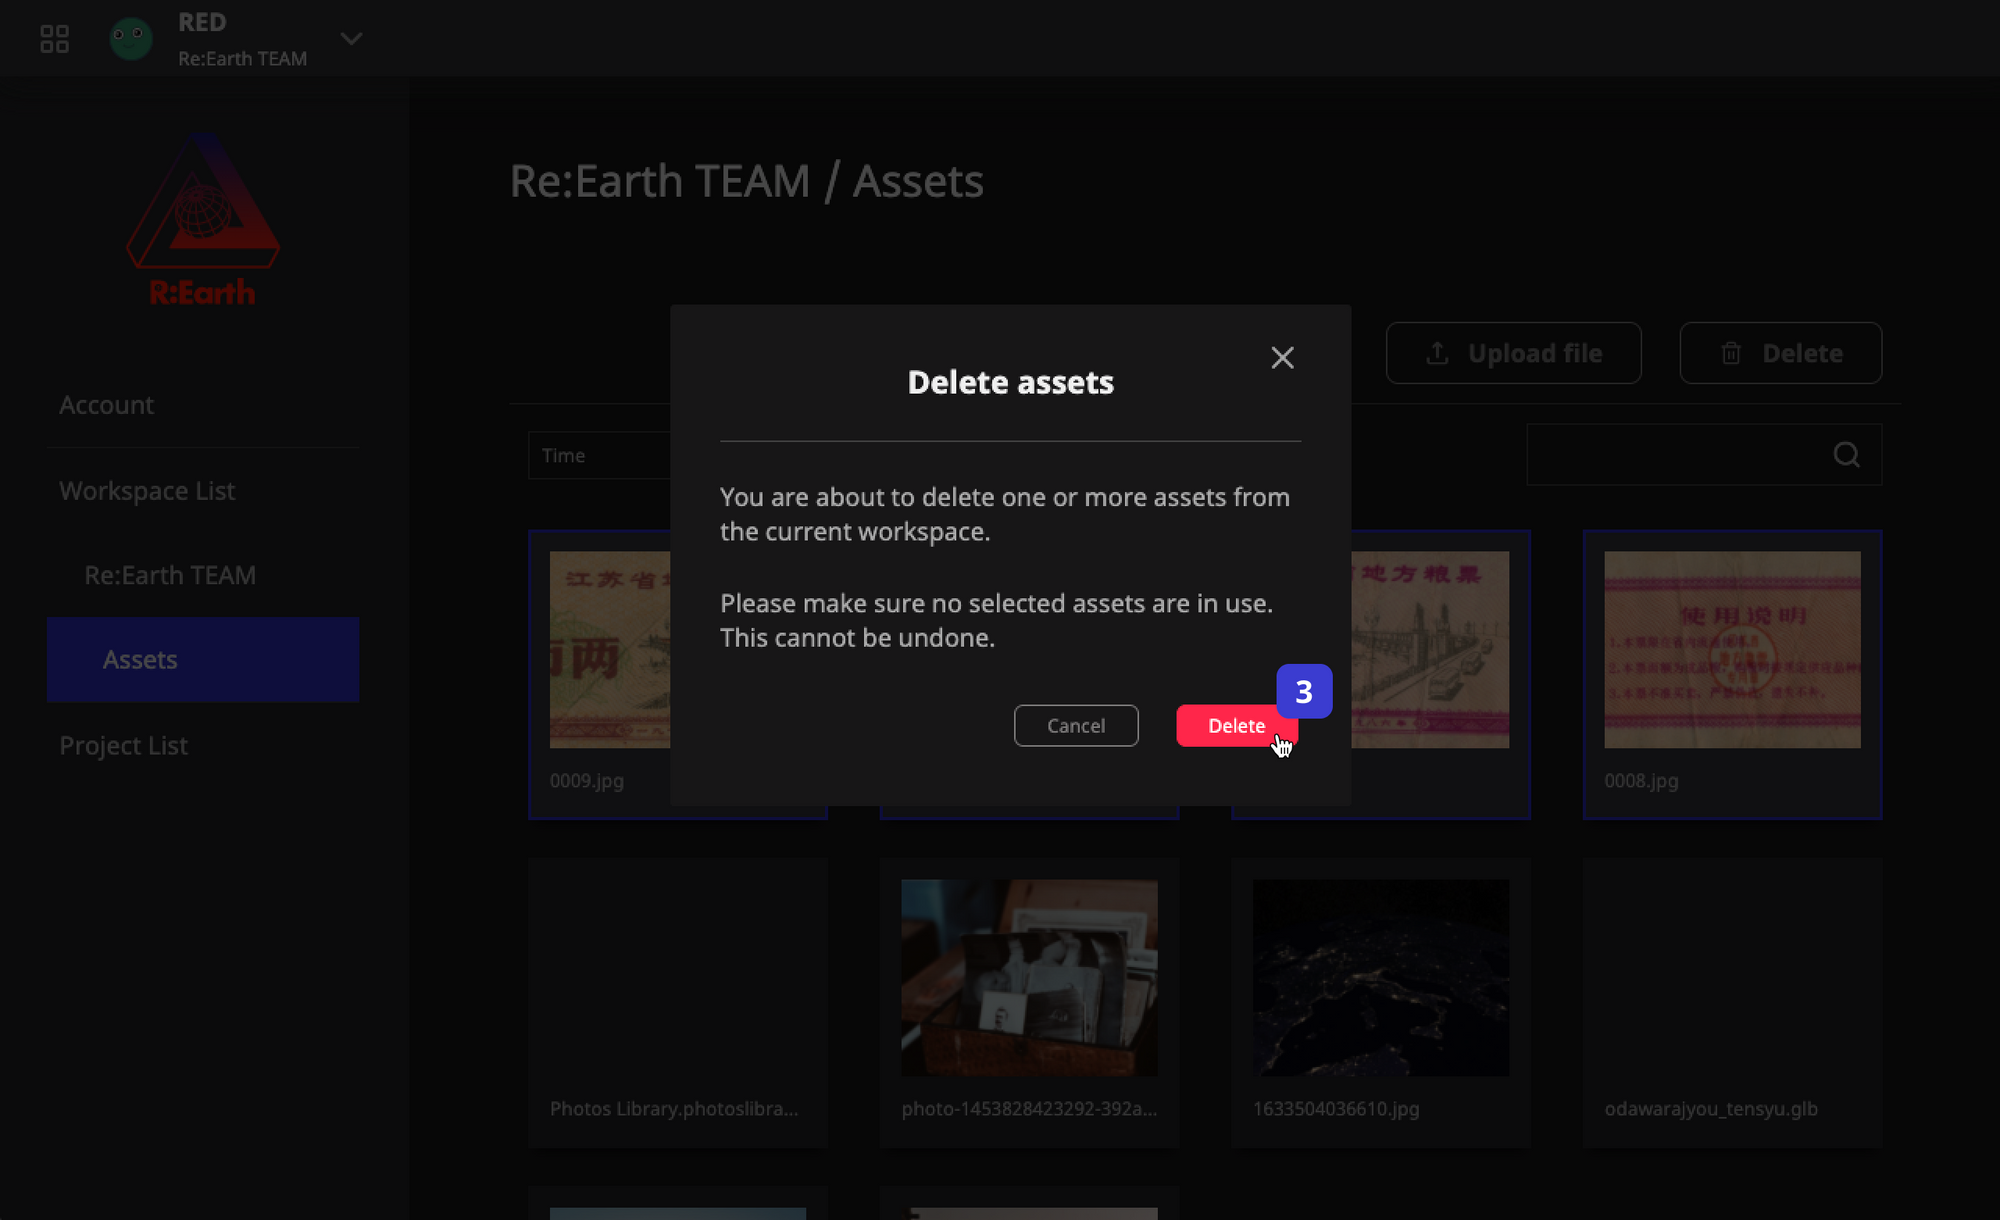 RED
Re:Earth TEAM
R:Earth
Re:Earth TEAM / Assets
Account
Workspace List
Re:Earth TEAM
Assets
Project List
Upload file
Delete
Time
Delete assets
You are about to delete one or more assets from
the current workspace.
Please make sure no selected assets are in use.
This cannot be undone.
Cancel
Delete
3
江苏省
两
地方粮票
使用说明
0009.jpg
0008.jpg
Photos Library.photoslibra...
photo-1453828423292-392a...
1633504036610.jpg
odawarajyou_tensyu.glb